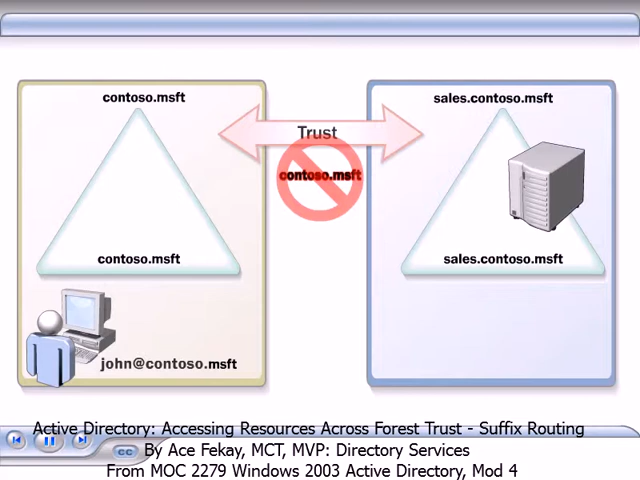 contoso.msft
sales.contoso.msft
Trust
contoso.msft
contoso.msft
sales.contoso.msft
john@contoso.msft
Active Directory: Accessing Resources Across Forest Trust - Suffix Routing
CC
By Ace Fekay, MCT, MVP: Directory Services
From MOC 2279 Windows 2003 Active Directory, Mod 4